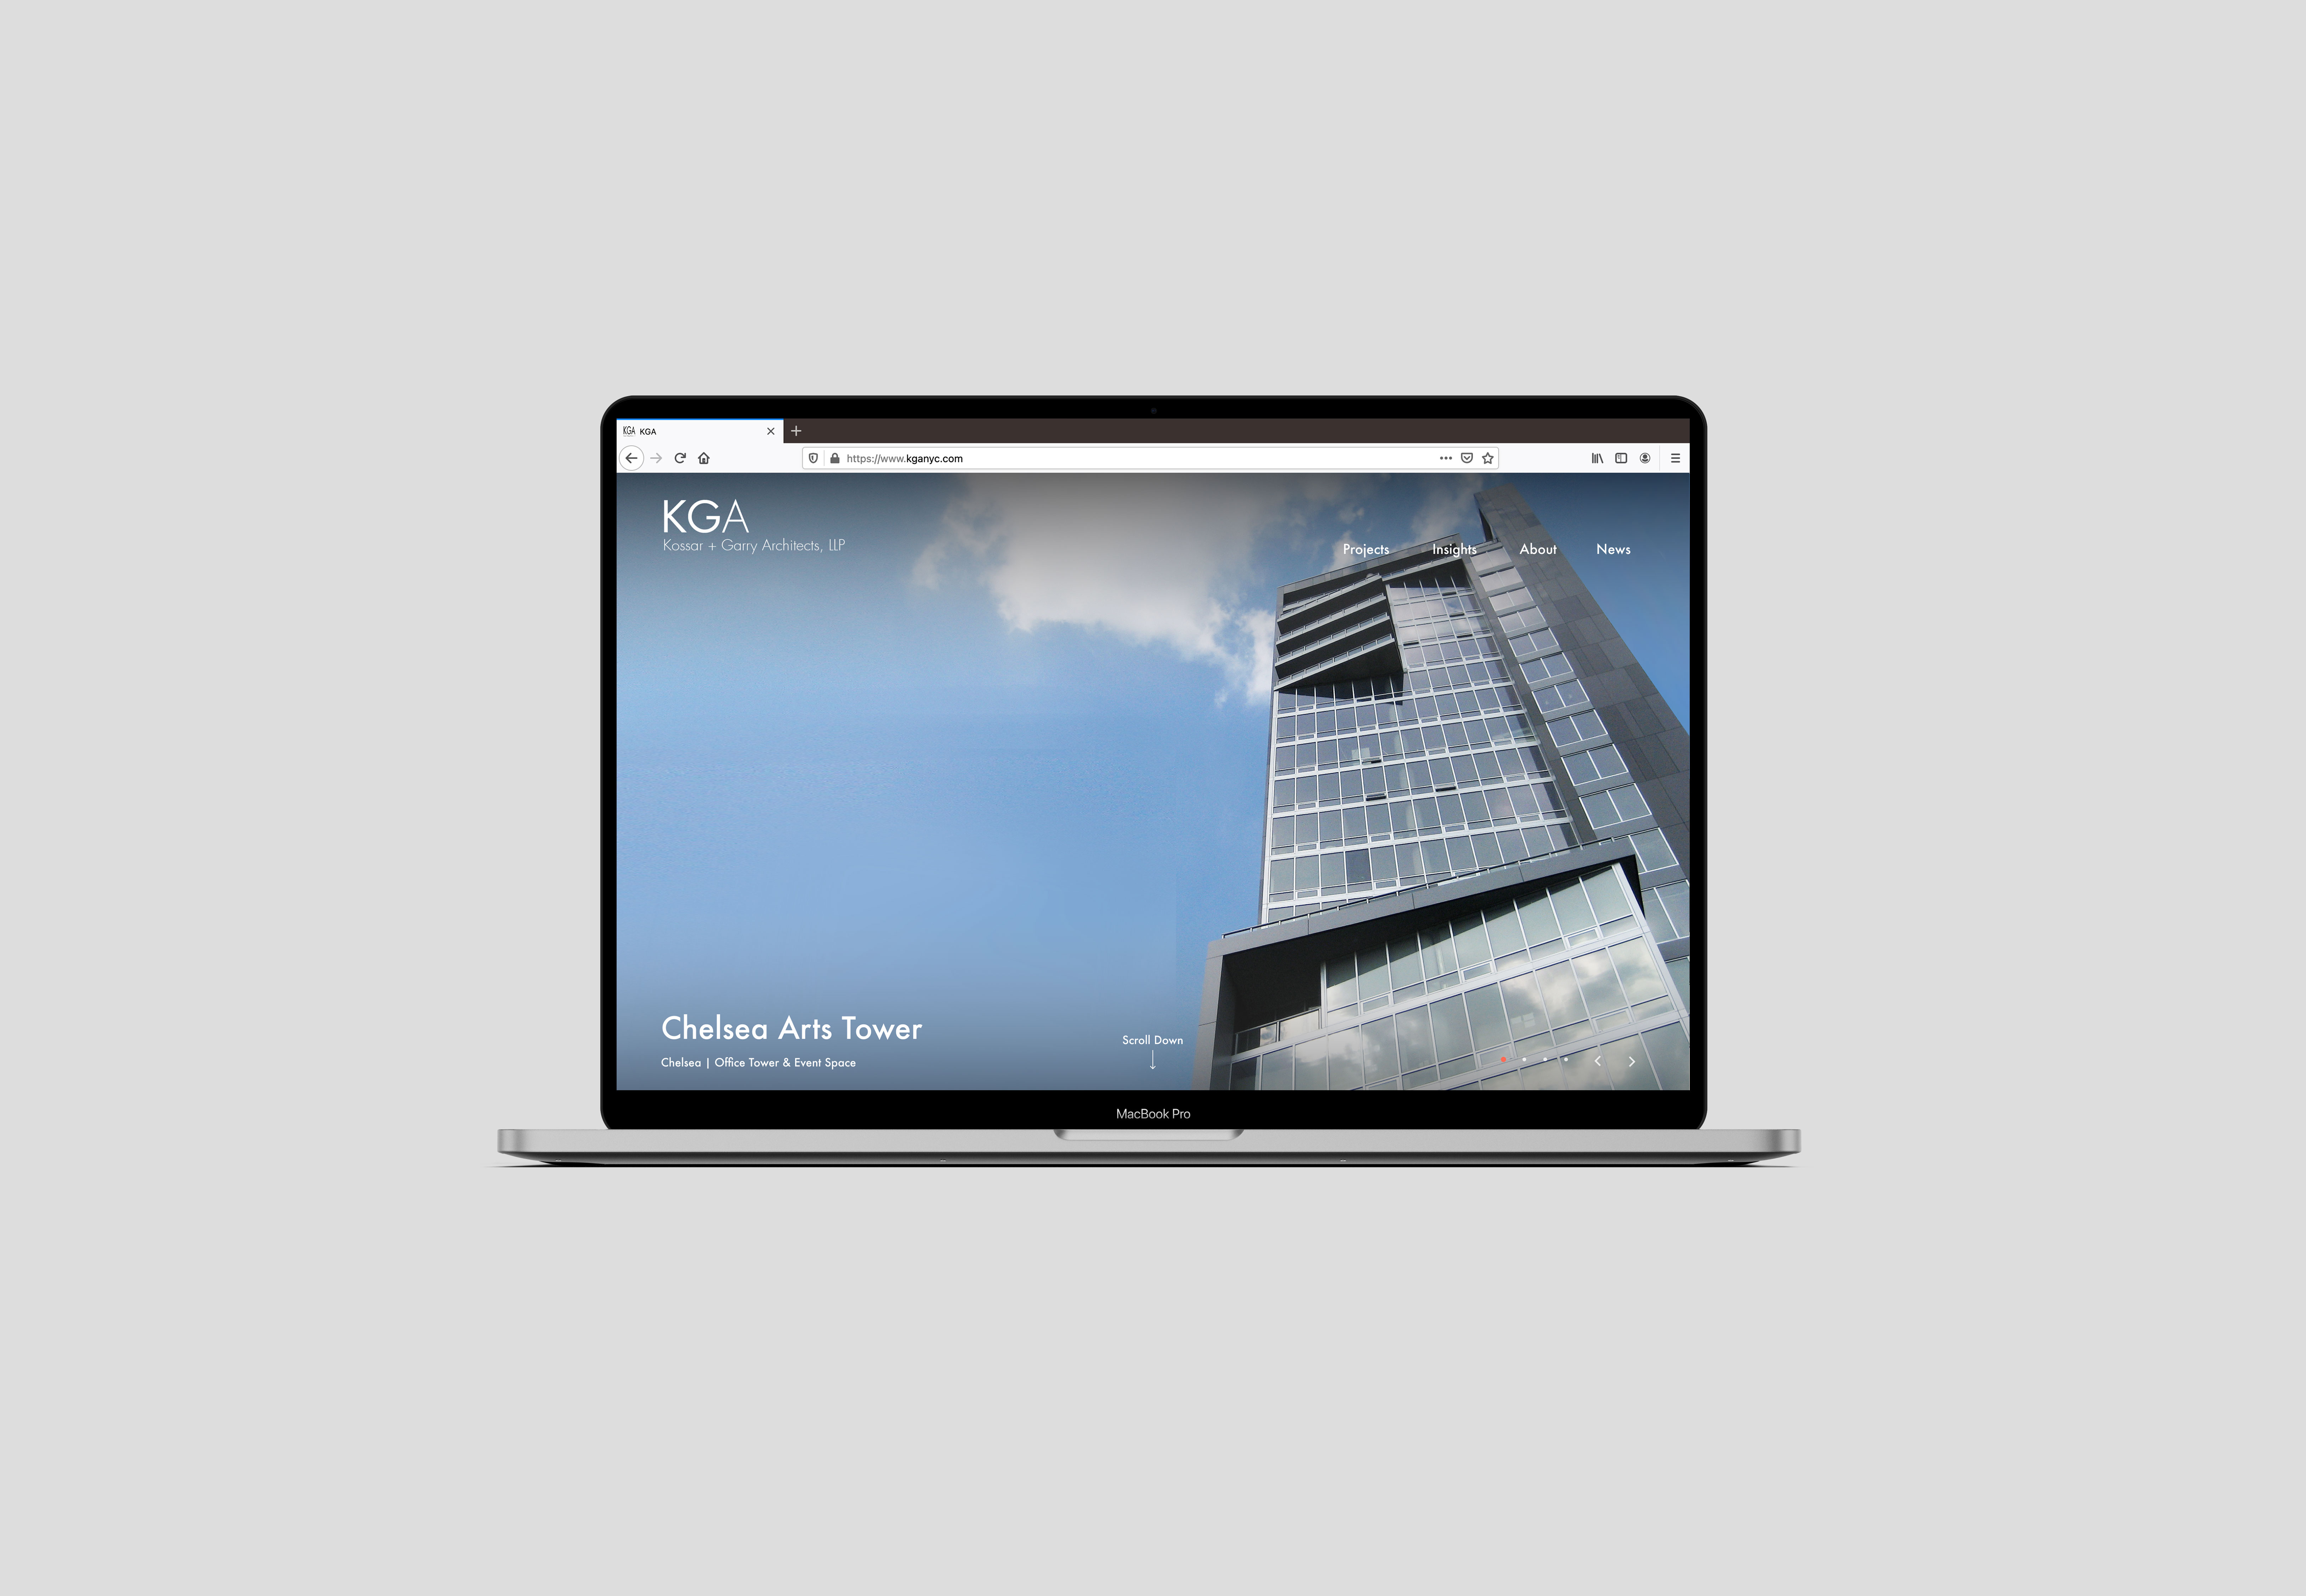 KGA KGA
https://www.kganyc.com
KGA
Kossar + Garry Architects, LLP
Projects Insights About News
Chelsea Arts Tower
Chelsea | Office Tower & Event Space
Scroll Down
MacBook Pro